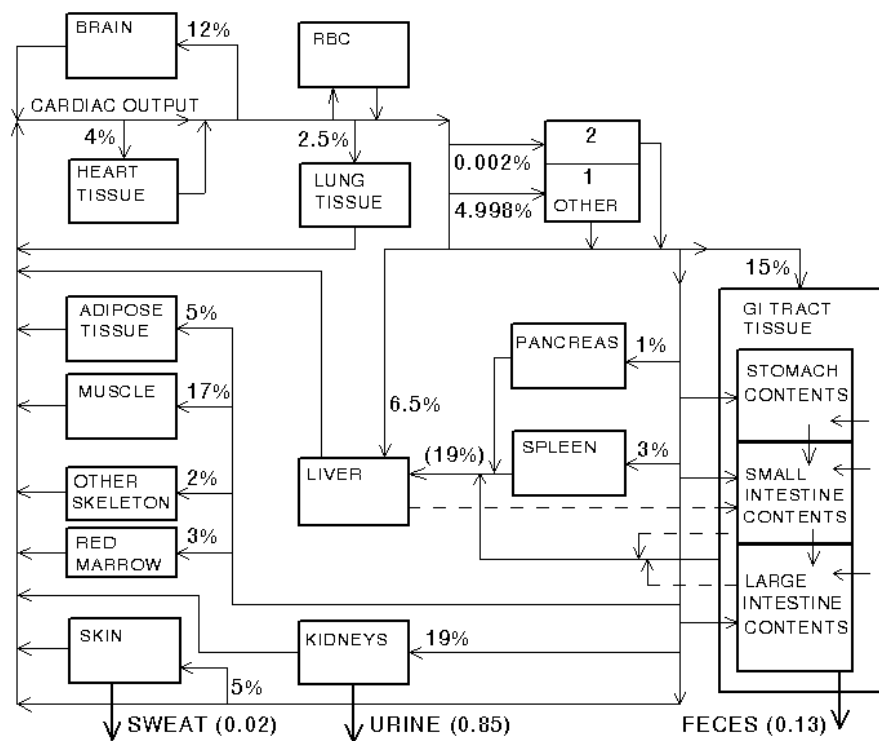 BRAIN
12%
RBC
CARDIAC OUTPUT
4%
2.5%
HEART
TISSUE
LUNG
TISSUE
2
0.002%
1
4.998%
OTHER
15%
ADIPOSE
TISSUE
5%
GI TRACT
TISSUE
PANCREAS
1%
MUSCLE
17%
6.5%
STOMACH
CONTENTS
SPLEEN
3%
(19%)
LIVER
OTHER
SKELETON
2%
SMALL
INTESTINE
CONTENTS
RED
MARROW
3%
LARGE
INTESTINE
CONTENTS
SKIN
5%
KIDNEYS
19%
SWEAT (0.02)
URINE (0.85)
FECES (0.13)